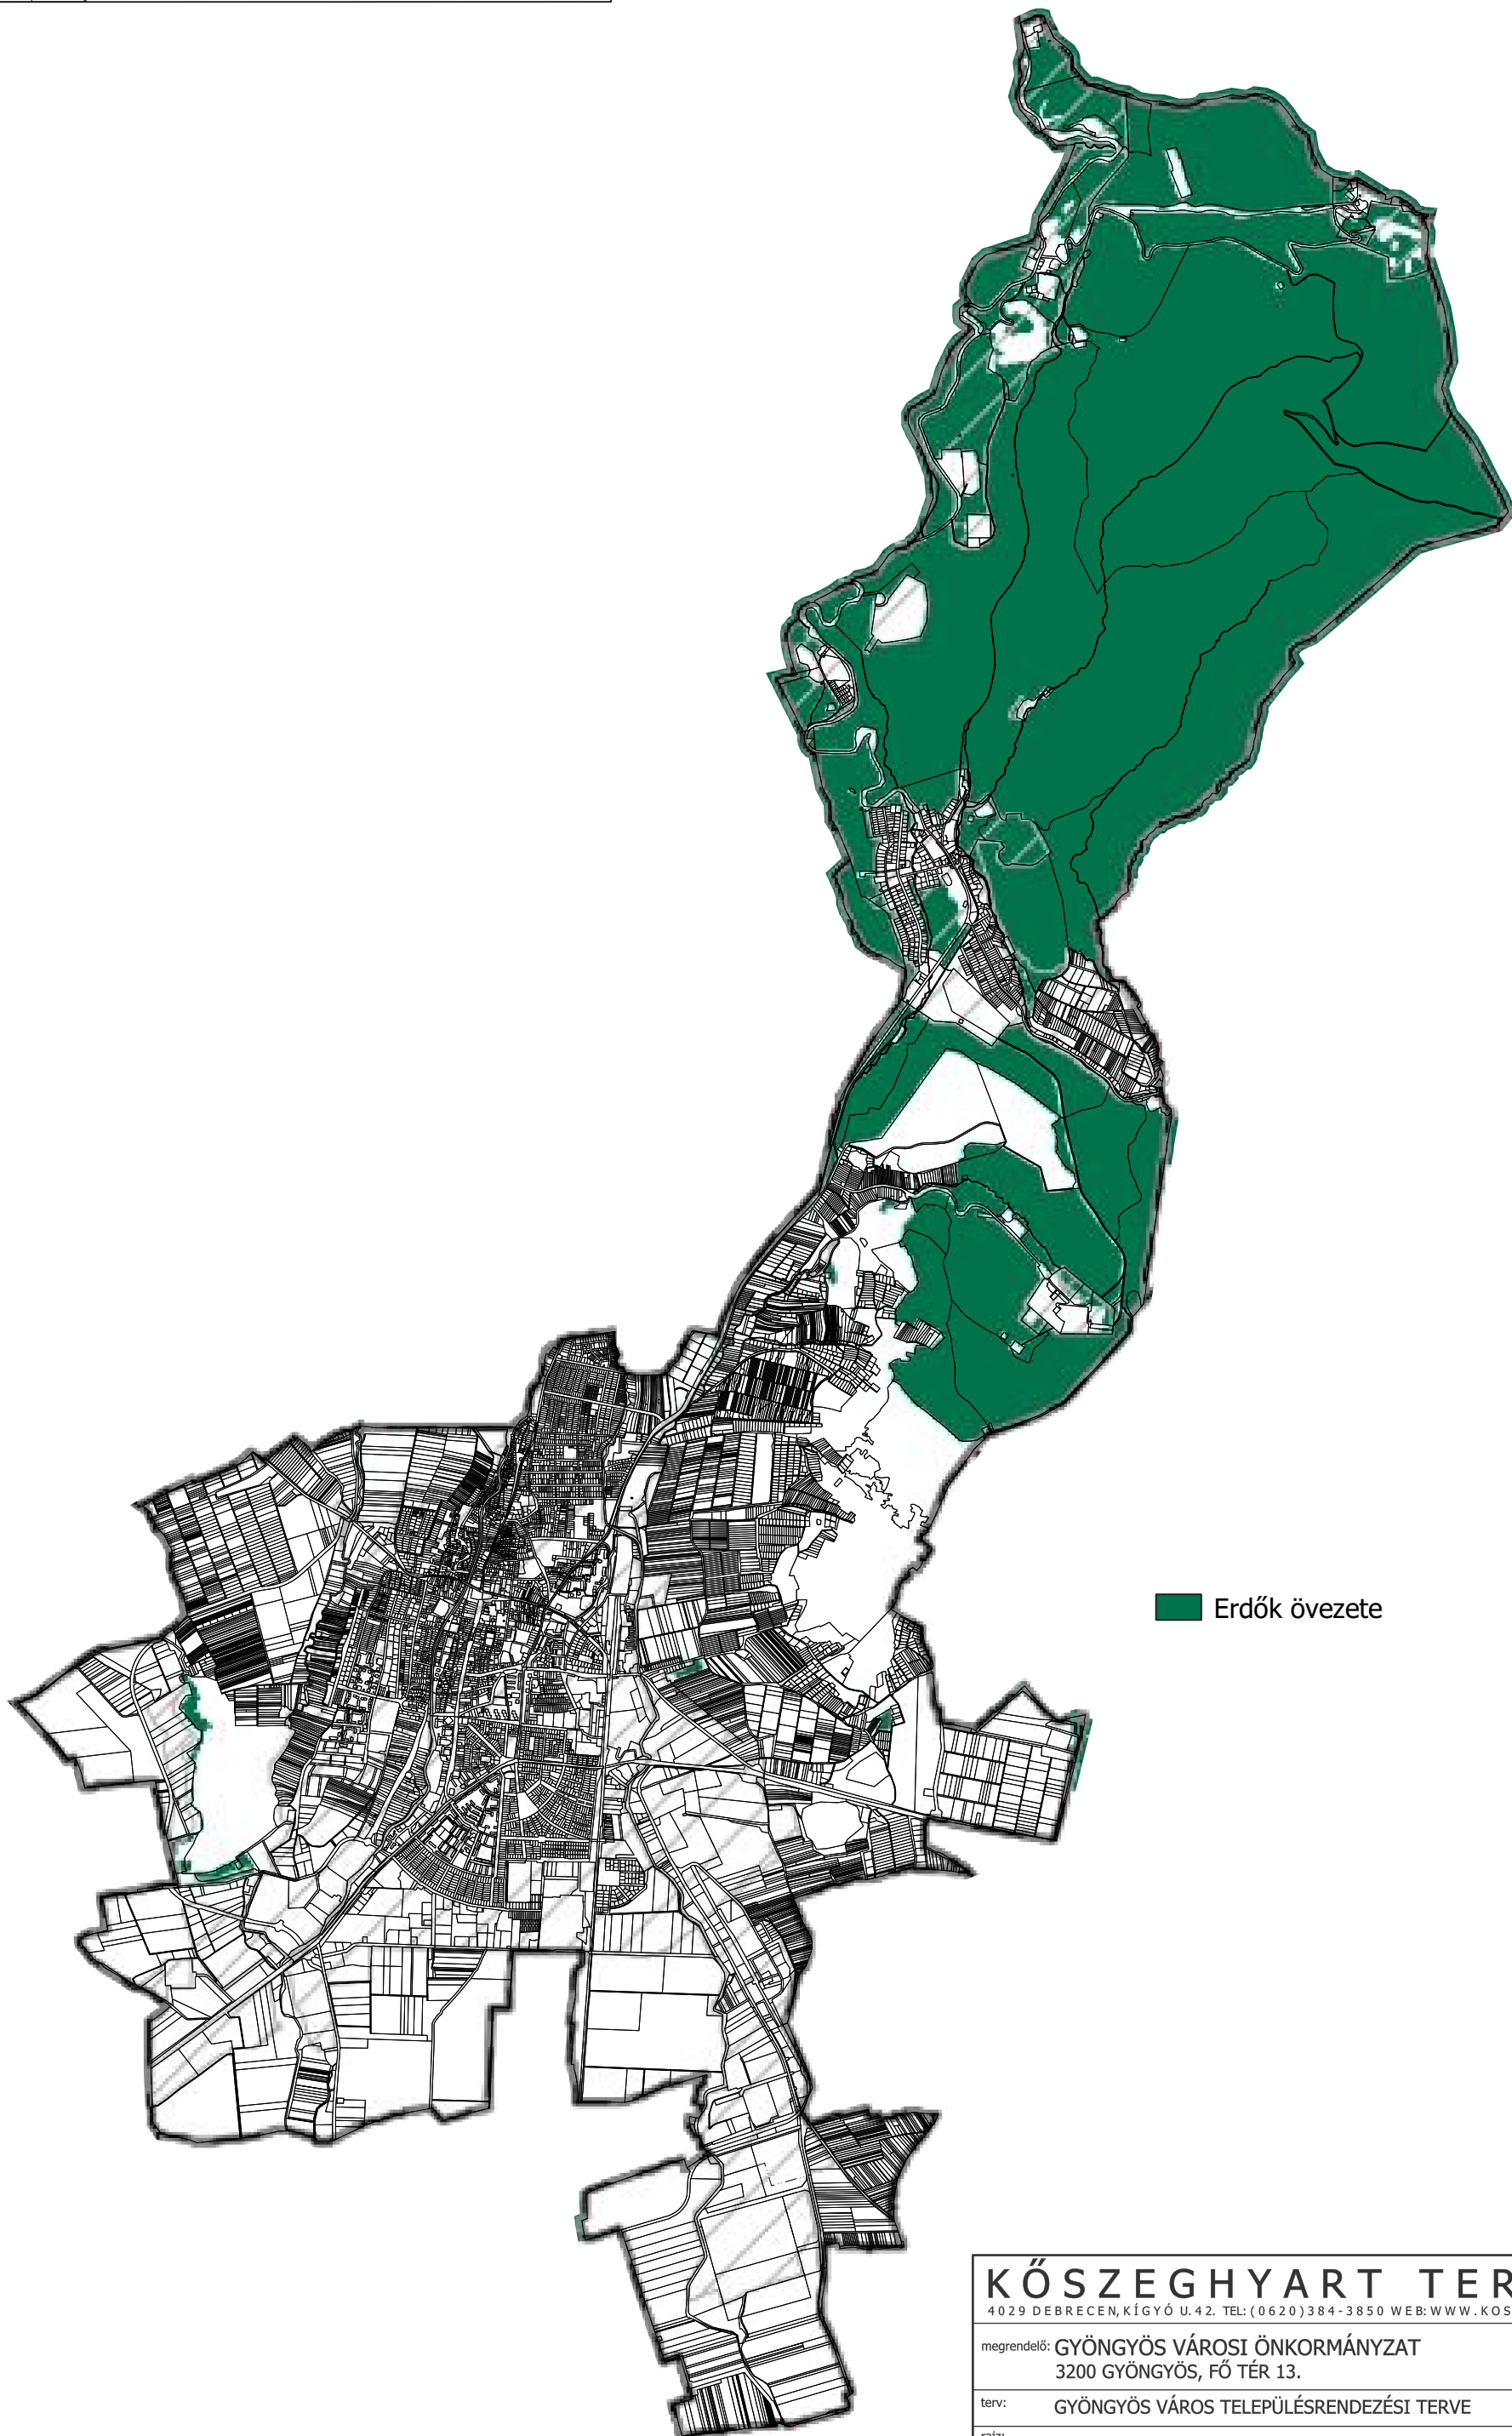 Erdők övezete
KŐSZEGHYART TER
4029 DEBRECEN, KÍGYÓ U. 42. TEL: (0620)384-3850 WEB: WWW.KOS
megrendelő: GYÖNGYÖS VÁROSI ÖNKORMÁNYZAT
3200 GYÖNGYÖS, FŐ TÉR 13.
terv: GYÖNGYÖS VÁROS TELEPÜLÉSRENDEZÉSI TERVE